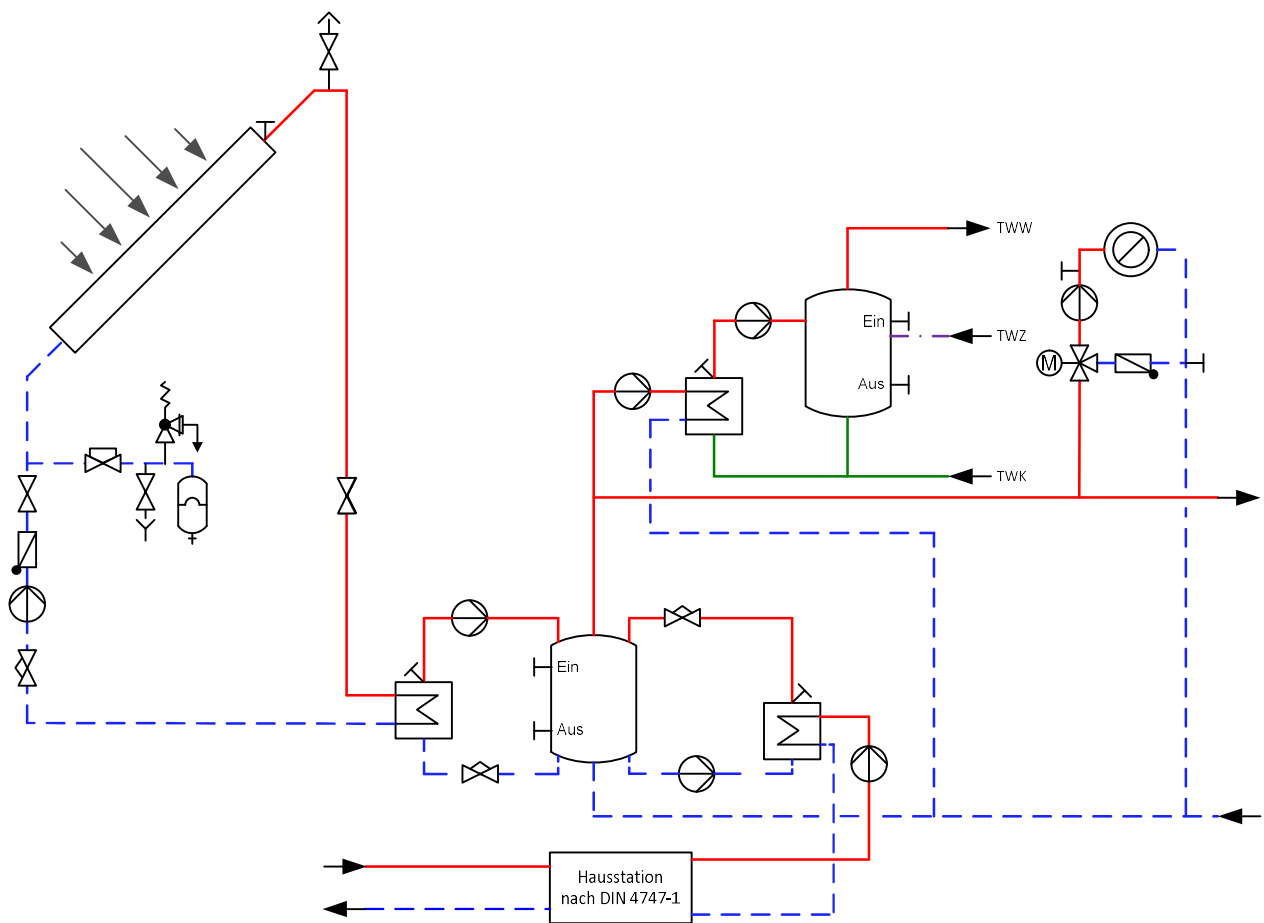 TWW
Ein
TWZ
M
Aus
TWK
Ein
Aus
Hausstation
nach DIN 4747-1